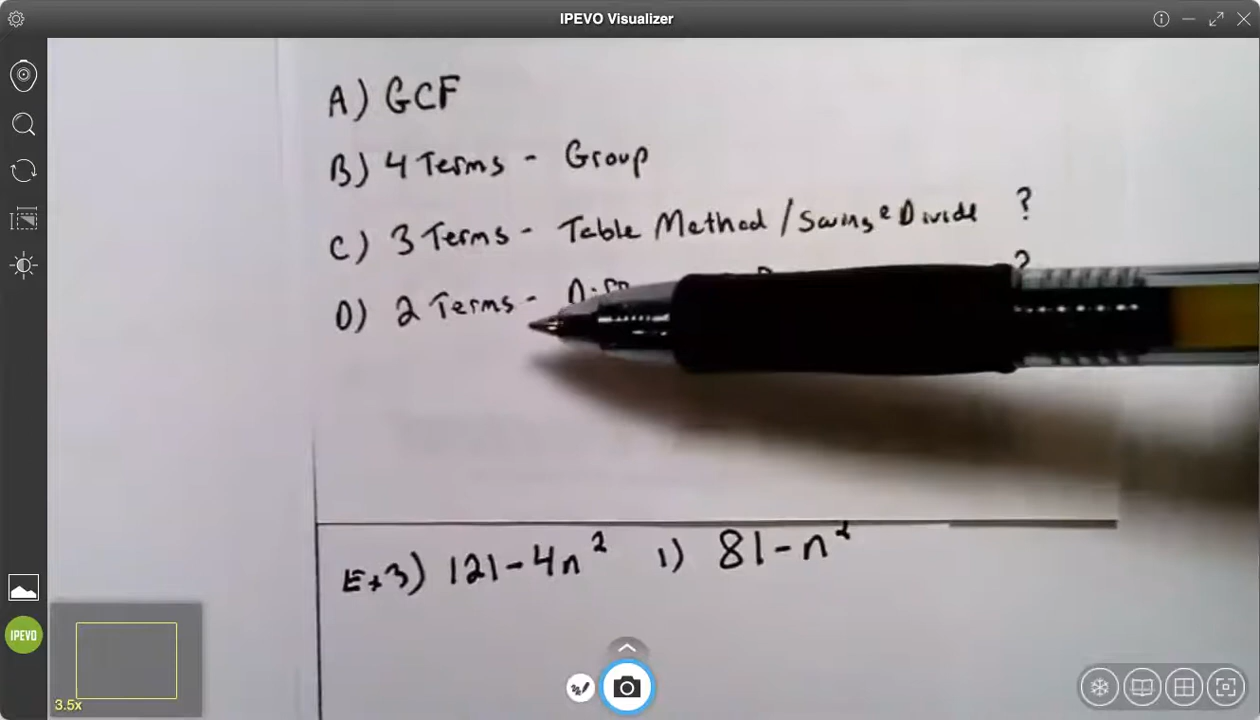 IPEVO Visualizer
A) GCF
B) 4 Terms - Group
C) 3 Terms - Table Method / Swing & Divide ?
D) 2 Terms - ?
Ex 3) 121 - 4n² 1) 81 - n²
IPEVO
3.5x